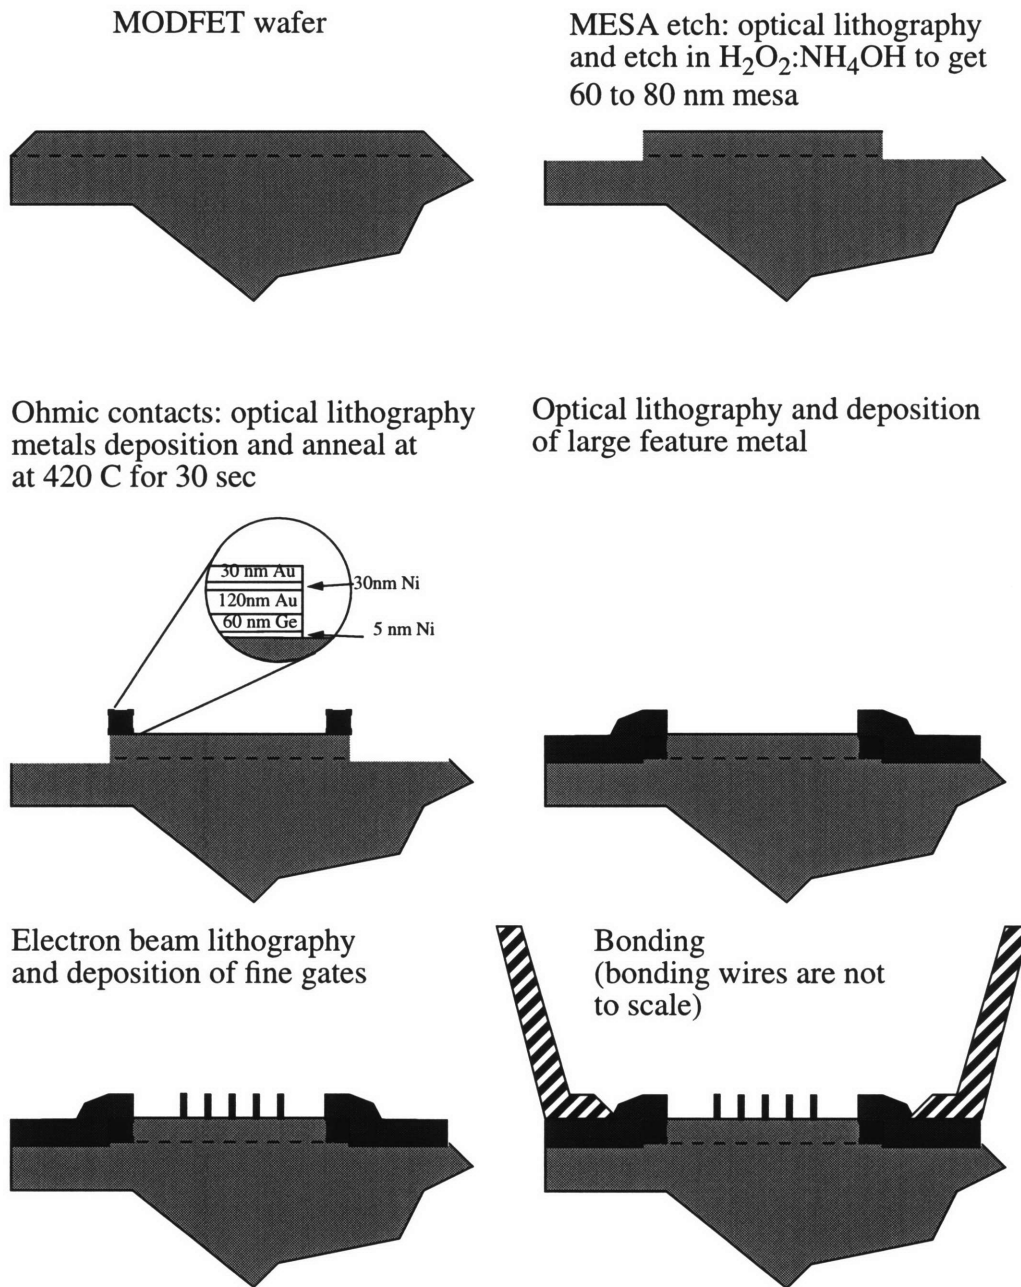 MODFET wafer
MESA etch: optical lithography
and etch in H₂O₂:NH₄OH to get
60 to 80 nm mesa
Ohmic contacts: optical lithography
metals deposition and anneal at
at 420 C for 30 sec
30 nm Au
30nm Ni
120nm Au
60 nm Ge
5 nm Ni
Optical lithography and deposition
of large feature metal
Electron beam lithography
and deposition of fine gates
Bonding
(bonding wires are not
to scale)